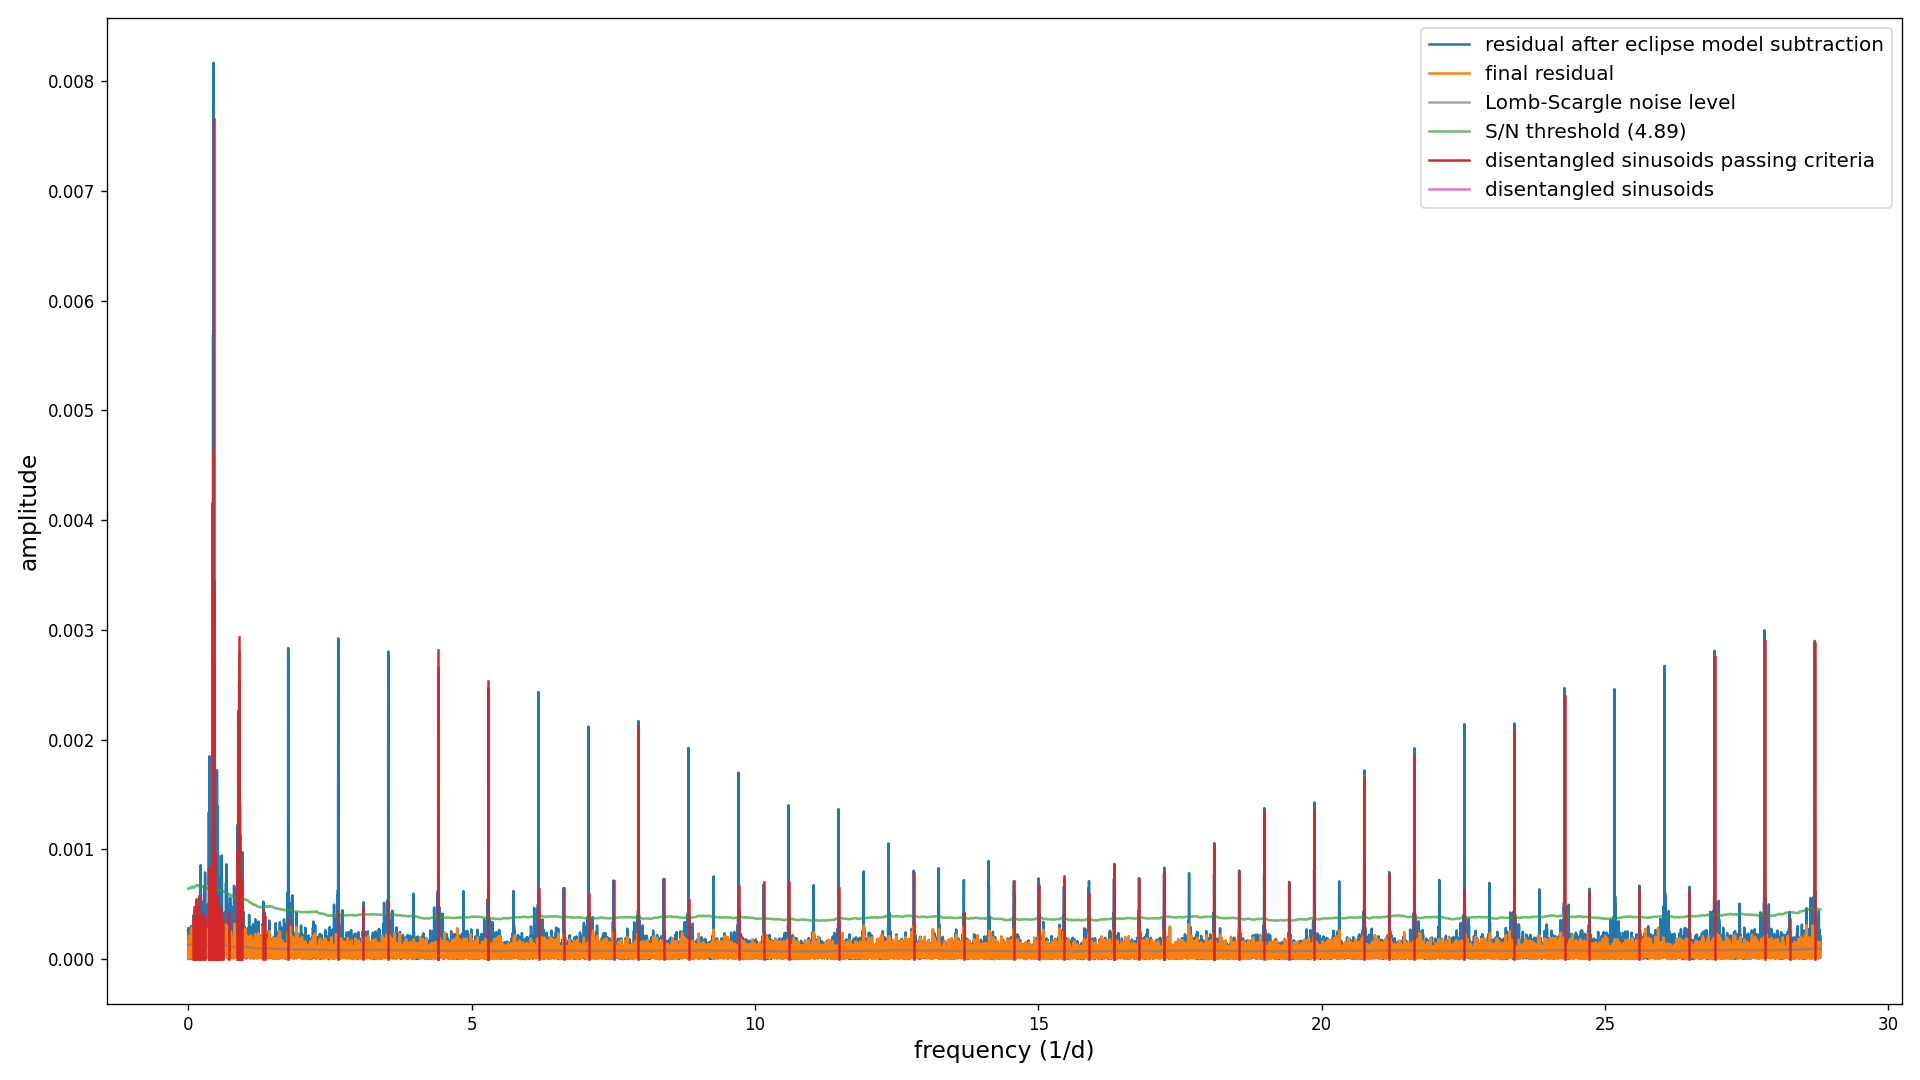 residual after eclipse model subtraction
final residual
Lomb-Scargle noise level
S/N threshold (4.89)
disentangled sinusoids passing criteria
disentangled sinusoids
amplitude
0.008
0.007
0.006
0.005
0.004
0.003
0.002
0.001
0.000
0 5 10 15 20 25 30
frequency (1/d)